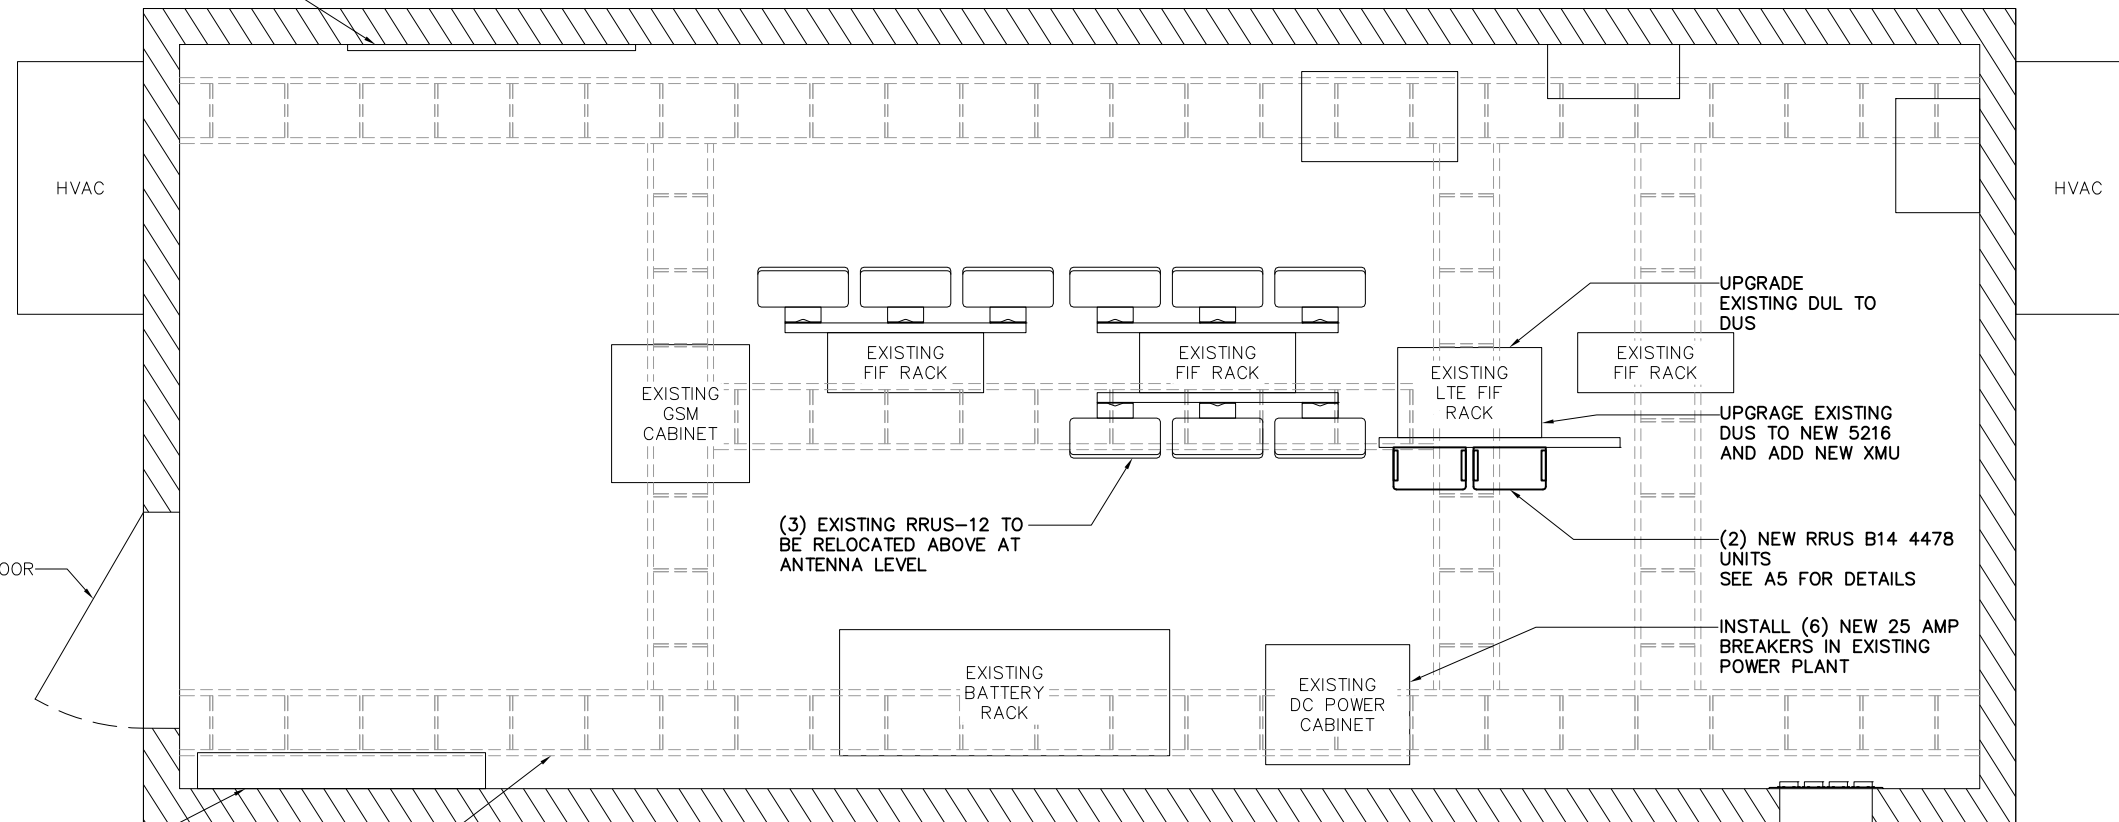 HVAC
HVAC
UPGRADE
EXISTING DUL TO
DUS
EXISTING
FIF RACK
EXISTING
FIF RACK
EXISTING
LTE FIF
RACK
EXISTING
FIF RACK
EXISTING
GSM
CABINET
UPGRAGE EXISTING
DUS TO NEW 5216
AND ADD NEW XMU
(3) EXISTING RRUS-12 TO
BE RELOCATED ABOVE AT
ANTENNA LEVEL
(2) NEW RRUS B14 4478
UNITS
SEE A5 FOR DETAILS
INSTALL (6) NEW 25 AMP
BREAKERS IN EXISTING
POWER PLANT
EXISTING
BATTERY
RACK
EXISTING
DC POWER
CABINET